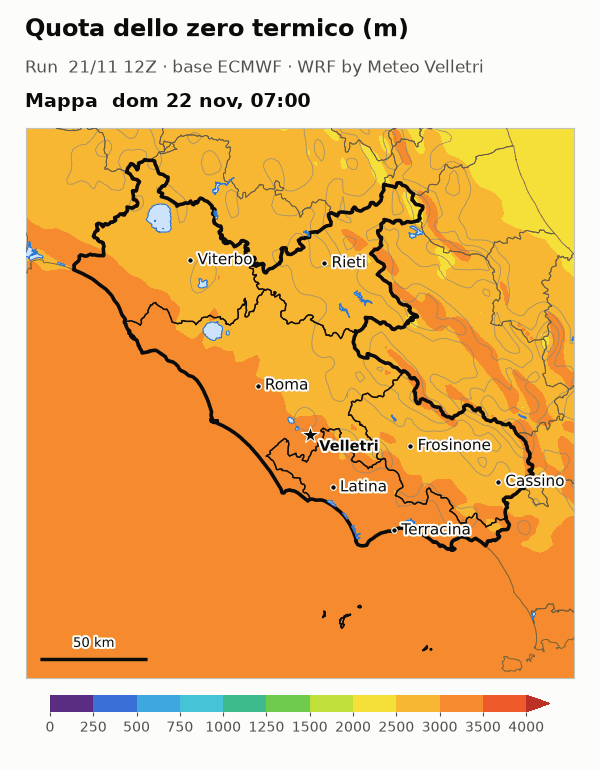 Quota dello zero termico (m)
Run  21/11 12Z · base ECMWF · WRF by Meteo Velletri
Mappa  dom 22 nov, 07:00
Viterbo
Rieti
Roma
Velletri
Frosinone
Cassino
Latina
Terracina
50 km
0 250 500 750 1000 1250 1500 2000 2500 3000 3500 4000